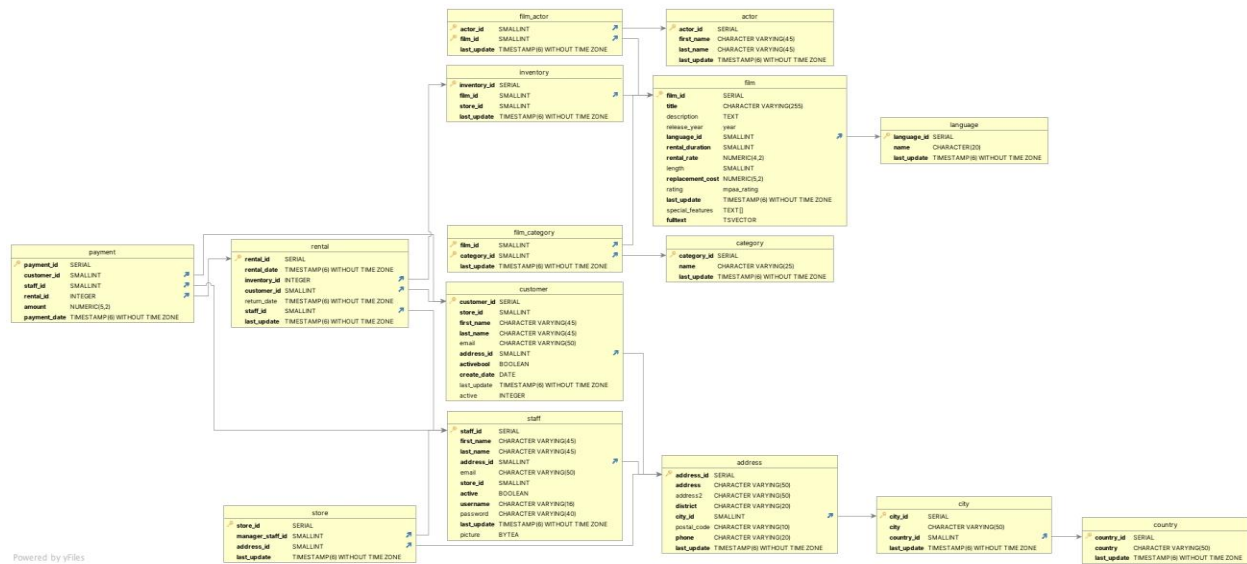 film_actor
actor_id SMALLINT
film_id SMALLINT
last_update TIMESTAMP(6) WITHOUT TIME ZONE
actor
actor_id SERIAL
first_name CHARACTER VARYING(45)
last_name CHARACTER VARYING(45)
last_update TIMESTAMP(6) WITHOUT TIME ZONE
inventory
inventory_id SERIAL
film_id SMALLINT
store_id SMALLINT
last_update TIMESTAMP(6) WITHOUT TIME ZONE
film
film_id SERIAL
title CHARACTER VARYING(255)
description TEXT
release_year year
language_id SMALLINT
rental_duration SMALLINT
rental_rate NUMERIC(4,2)
length SMALLINT
replacement_cost NUMERIC(5,2)
rating mpaa_rating
last_update TIMESTAMP(6) WITHOUT TIME ZONE
special_features TEXT[]
fulltext TSVECTOR
language
language_id SERIAL
name CHARACTER(20)
last_update TIMESTAMP(6) WITHOUT TIME ZONE
film_category
film_id SMALLINT
category_id SMALLINT
last_update TIMESTAMP(6) WITHOUT TIME ZONE
category
category_id SERIAL
name CHARACTER VARYING(25)
last_update TIMESTAMP(6) WITHOUT TIME ZONE
payment
payment_id SERIAL
customer_id SMALLINT
staff_id SMALLINT
rental_id INTEGER
amount NUMERIC(5,2)
payment_date TIMESTAMP(6) WITHOUT TIME ZONE
rental
rental_id SERIAL
rental_date TIMESTAMP(6) WITHOUT TIME ZONE
inventory_id INTEGER
customer_id SMALLINT
return_date TIMESTAMP(6) WITHOUT TIME ZONE
staff_id SMALLINT
last_update TIMESTAMP(6) WITHOUT TIME ZONE
customer
customer_id SERIAL
store_id SMALLINT
first_name CHARACTER VARYING(45)
last_name CHARACTER VARYING(45)
email CHARACTER VARYING(50)
address_id SMALLINT
activebool BOOLEAN
create_date DATE
last_update TIMESTAMP(6) WITHOUT TIME ZONE
active INTEGER
staff
staff_id SERIAL
first_name CHARACTER VARYING(45)
last_name CHARACTER VARYING(45)
address_id SMALLINT
email CHARACTER VARYING(50)
store_id SMALLINT
active BOOLEAN
username CHARACTER VARYING(16)
password CHARACTER VARYING(40)
last_update TIMESTAMP(6) WITHOUT TIME ZONE
picture BYTEA
store
store_id SERIAL
manager_staff_id SMALLINT
address_id SMALLINT
last_update TIMESTAMP(6) WITHOUT TIME ZONE
address
address_id SERIAL
address CHARACTER VARYING(50)
address2 CHARACTER VARYING(50)
district CHARACTER VARYING(20)
city_id SMALLINT
postal_code CHARACTER VARYING(10)
phone CHARACTER VARYING(20)
last_update TIMESTAMP(6) WITHOUT TIME ZONE
city
city_id SERIAL
city CHARACTER VARYING(50)
country_id SMALLINT
last_update TIMESTAMP(6) WITHOUT TIME ZONE
country
country_id SERIAL
country CHARACTER VARYING(50)
last_update TIMESTAMP(6) WITHOUT TIME ZONE
Powered by yFiles